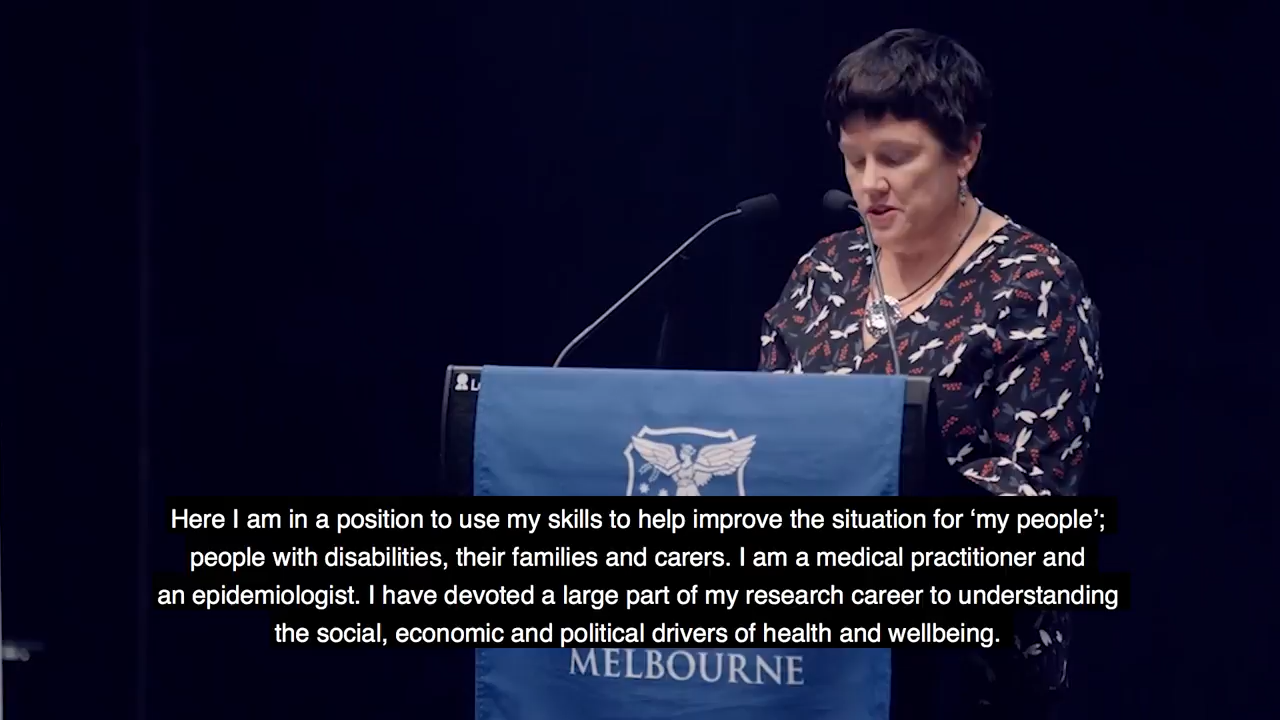 Here I am in a position to use my skills to help improve the situation for ‘my people’;
people with disabilities, their families and carers. I am a medical practitioner and
an epidemiologist. I have devoted a large part of my research career to understanding
the social, economic and political drivers of health and wellbeing.
MELBOURNE